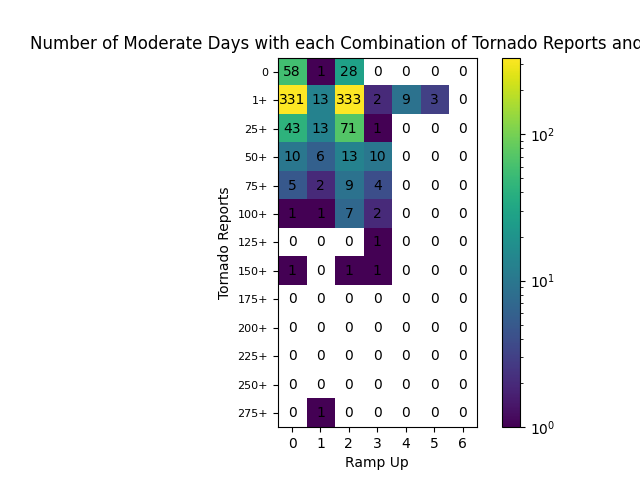 Number of Moderate Days with each Combination of Tornado Reports and
0 58 1 28 0 0 0 0
1+ 331 13 333 2 9 3 0
25+ 43 13 71 1 0 0 0
50+ 10 6 13 10 0 0 0
75+ 5 2 9 4 0 0 0
100+ 1 1 7 2 0 0 0
125+ 0 0 0 1 0 0 0
150+ 1 0 1 1 0 0 0
175+ 0 0 0 0 0 0 0
200+ 0 0 0 0 0 0 0
225+ 0 0 0 0 0 0 0
250+ 0 0 0 0 0 0 0
275+ 0 1 0 0 0 0 0
0 1 2 3 4 5 6
Ramp Up
Tornado Reports
10²
10¹
10⁰